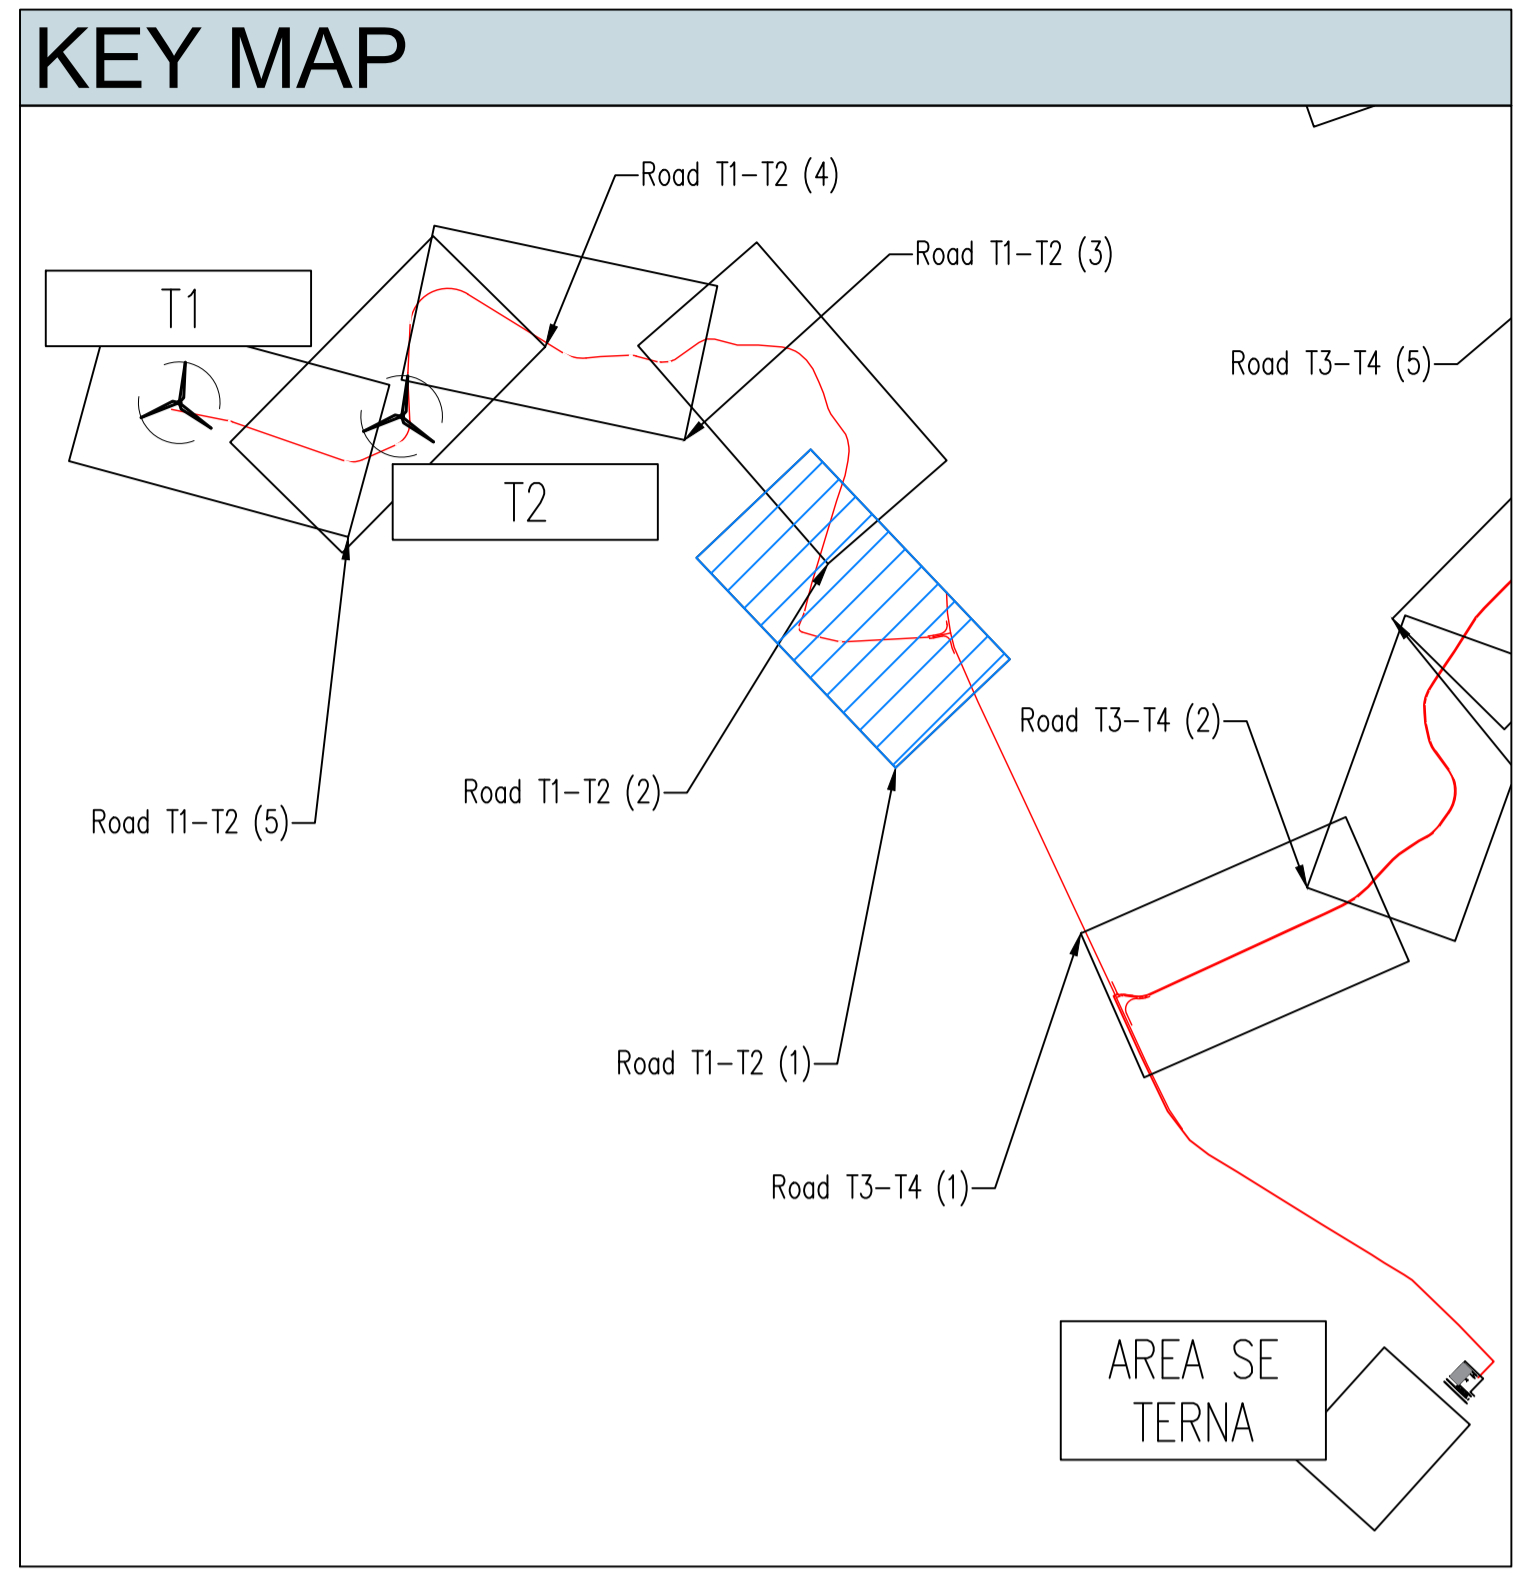 KEY MAP
Road T1-T2 (4)
Road T1-T2 (3)
T1
Road T3-T4 (5)
T2
Road T3-T4 (2)
Road T1-T2 (2)
Road T1-T2 (5)
Road T1-T2 (1)
Road T3-T4 (1)
AREA SE
TERNA